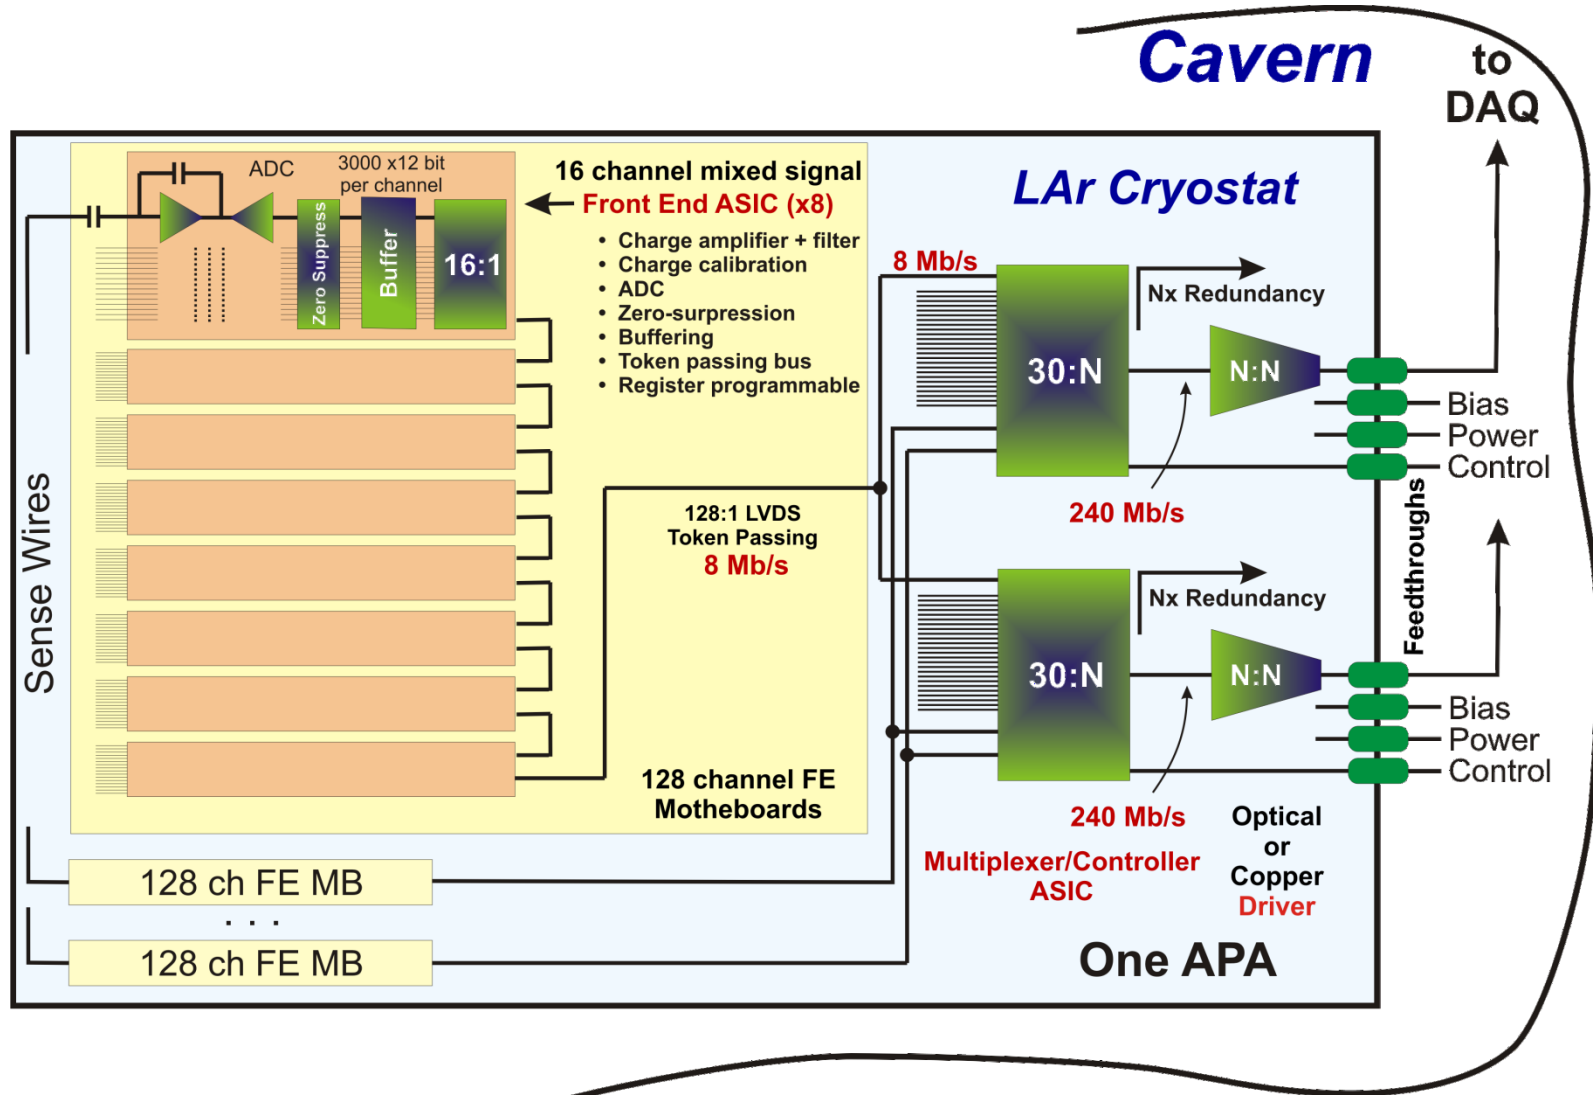 Cavern
to
DAQ
LAr Cryostat
ADC
3000 x12 bit
per channel
Zero Suppress
Buffer
16:1
16 channel mixed signal
Front End ASIC (x8)
• Charge amplifier + filter
• Charge calibration
• ADC
• Zero-surpression
• Buffering
• Token passing bus
• Register programmable
Sense Wires
128:1 LVDS
Token Passing
8 Mb/s
128 channel FE
Motheboards
128 ch FE MB
. . .
128 ch FE MB
8 Mb/s
30:N
Nx Redundancy
N:N
240 Mb/s
Bias
Power
Control
Feedthroughs
30:N
Nx Redundancy
N:N
240 Mb/s
Bias
Power
Control
Multiplexer/Controller
ASIC
Optical
or
Copper
Driver
One APA